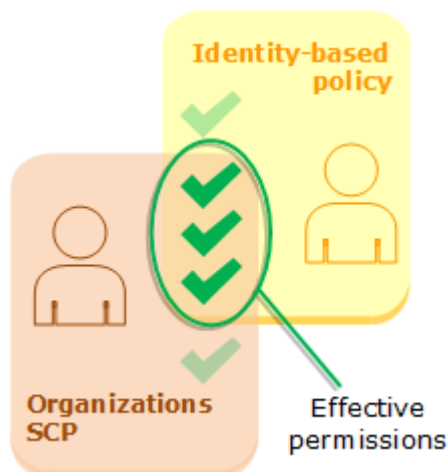 Identity-based
policy
Organizations
SCP
Effective
permissions